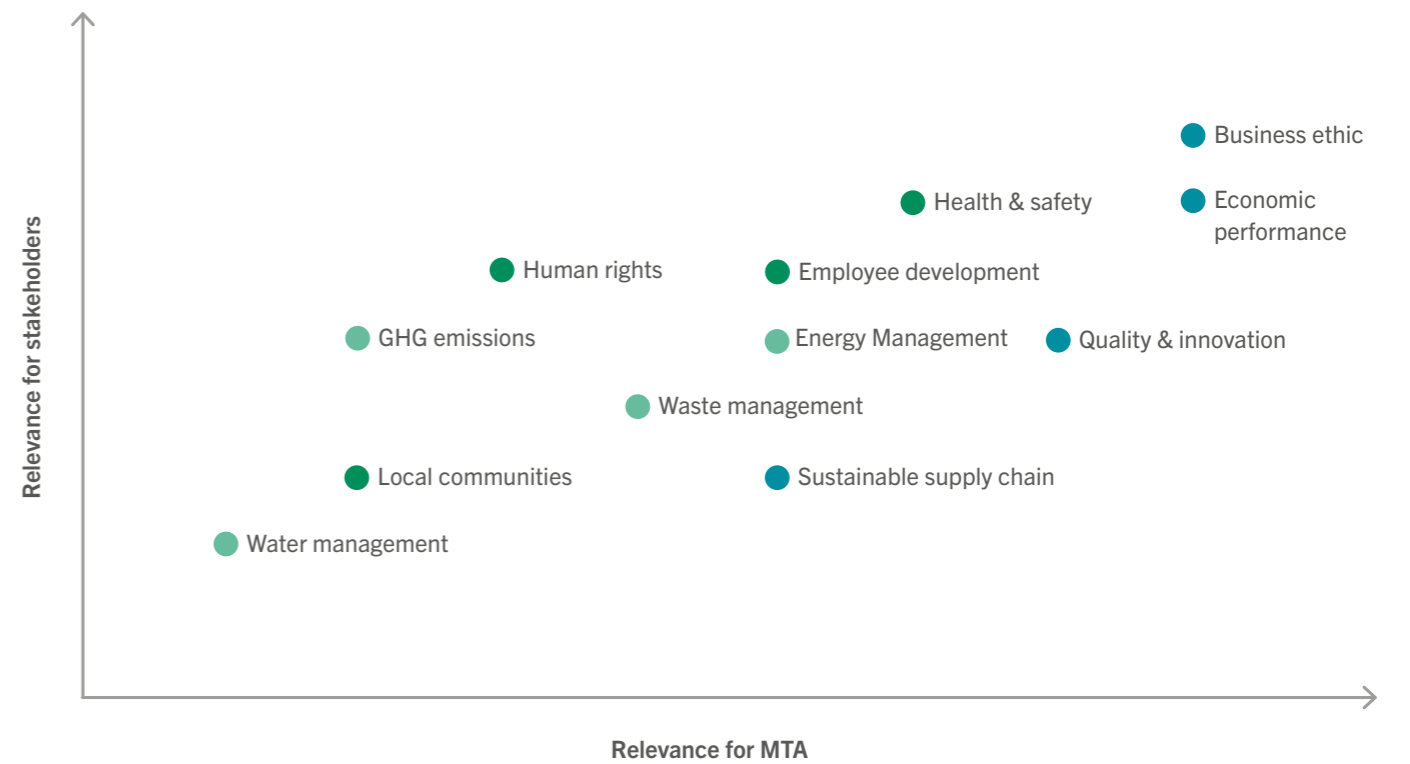 Business ethic
Health & safety
Economic
performance
Human rights
Employee development
GHG emissions
Energy Management
Quality & innovation
Waste management
Local communities
Sustainable supply chain
Water management
Relevance for stakeholders
Relevance for MTA